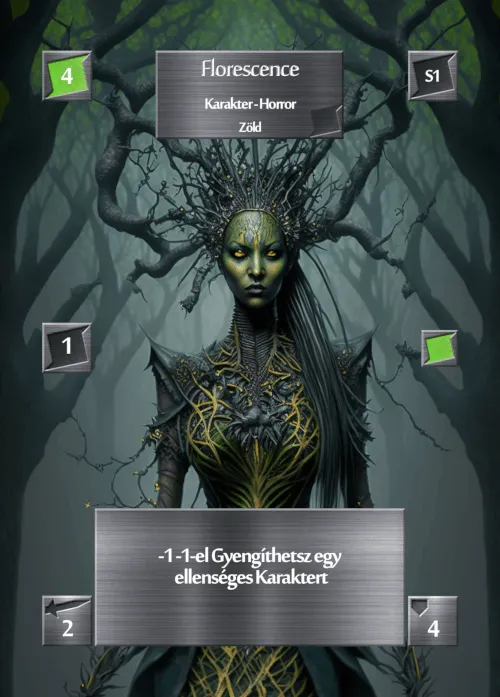 4
Florescence
S1
Karakter - Horror
Zöld
1
-1 -1-el Gyengíthetsz egy
ellenséges Karaktert
2
4